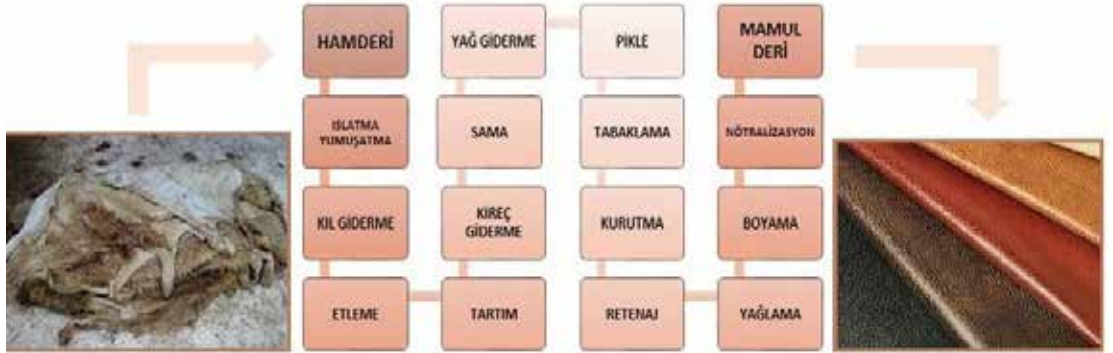 HAMDERİ
ISLATMA
YUMUŞATMA
KIL GİDERME
ETLEME
TARTIM
KİREÇ
GİDERME
SAMA
YAĞ GİDERME
PİKLE
TABAKLAMA
KURUTMA
RETENAJ
YAĞLAMA
BOYAMA
NÖTRALİZASYON
MAMUL
DERİ